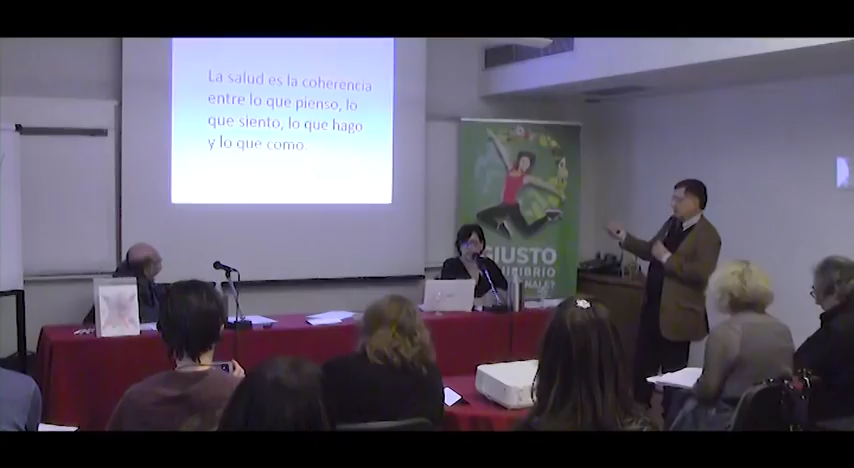 La salud es la coherencia
entre lo que pienso, lo
que siento, lo que hago
y lo que como.
GIUSTO